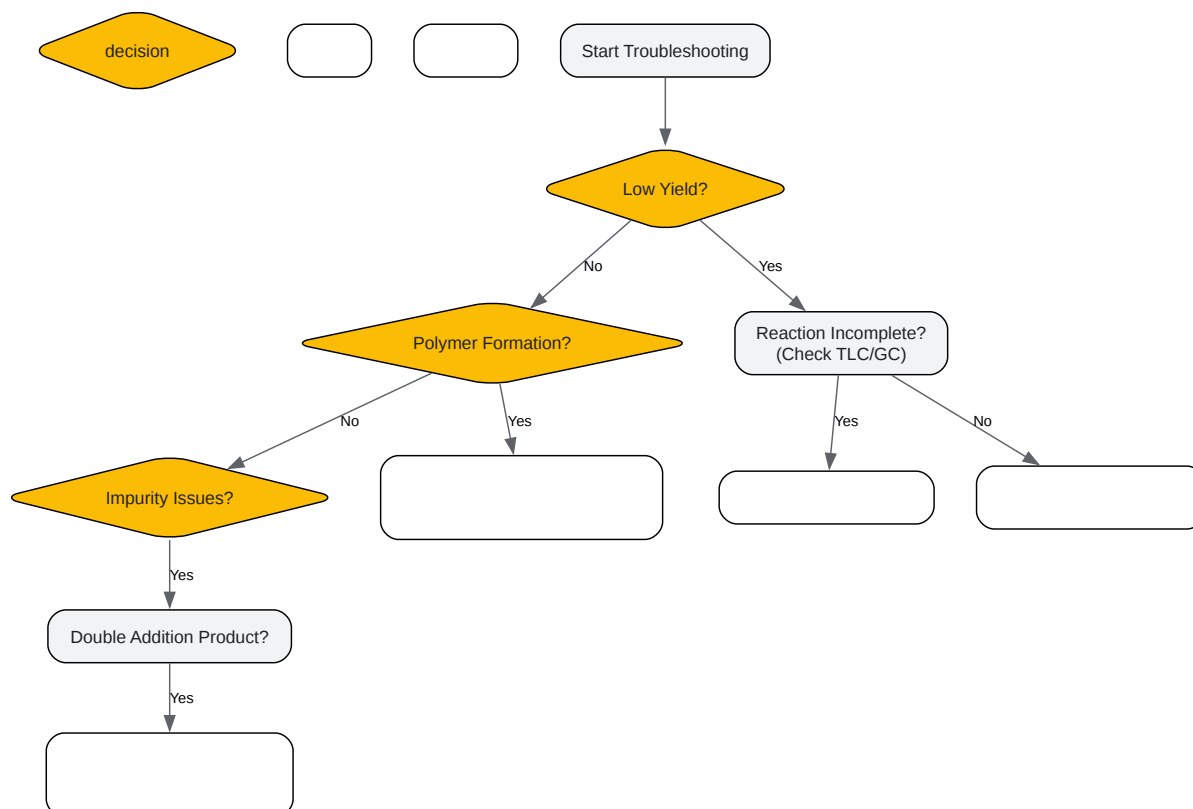 decision
Start Troubleshooting
Low Yield?
No
Yes
Polymer Formation?
Reaction Incomplete?
(Check TLC/GC)
No
Yes
Yes
No
Impurity Issues?
Yes
Double Addition Product?
Yes